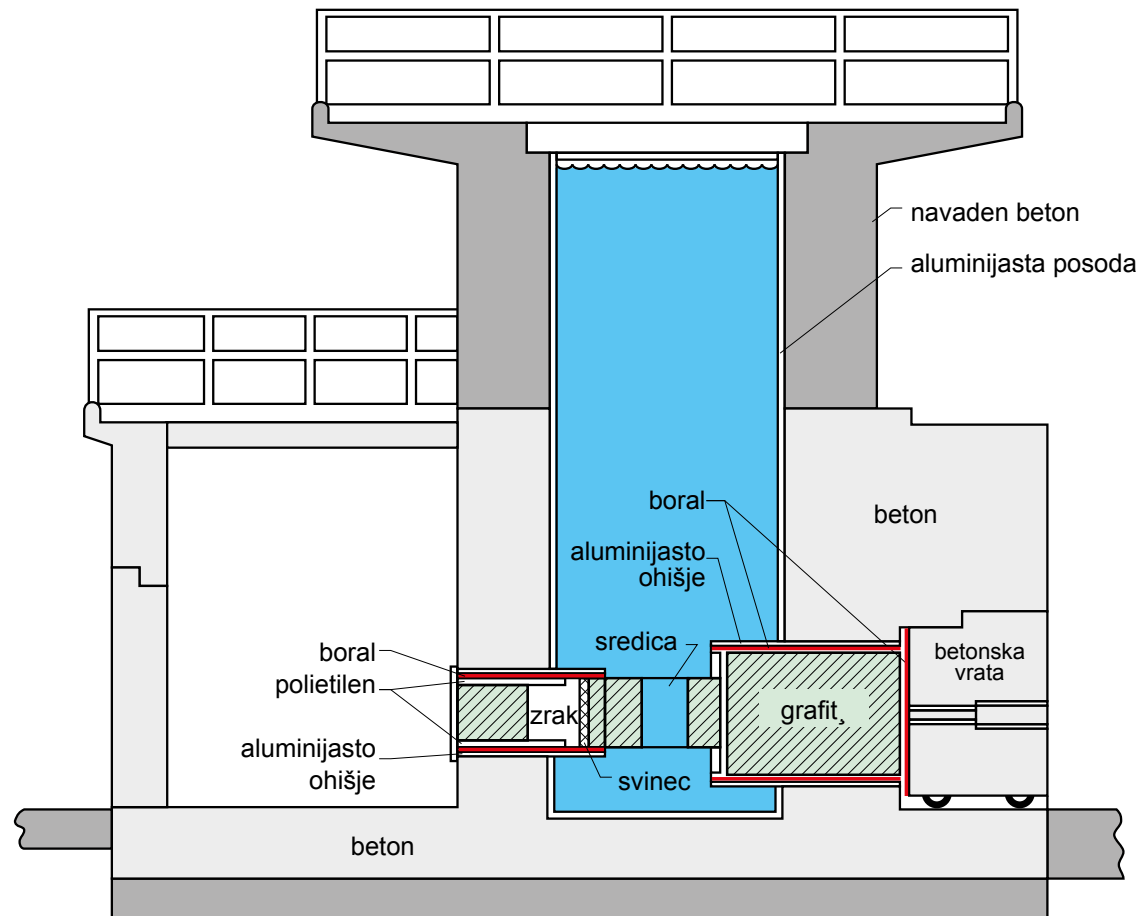 navaden beton
aluminijasta posoda
boral
beton
aluminijasto
ohišje
sredica
betonska
vrata
boral
polietilen
zrak
grafit¸
aluminijasto
ohišje
svinec
beton